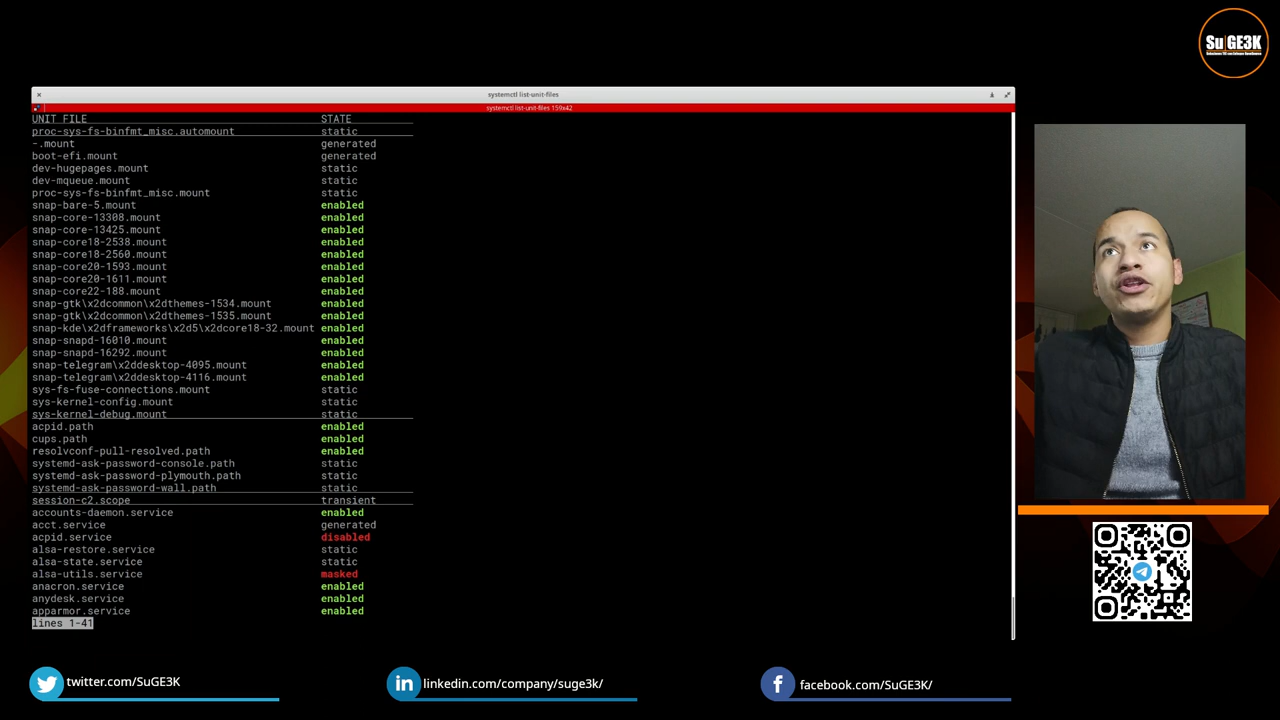 SuGE3K
systemctl list-unit-files
systemctl list-unit-files 159x42
UNIT FILE STATE
proc-sys-fs-binfmt_misc.automount static
-.mount generated
boot-efi.mount generated
dev-hugepages.mount static
dev-mqueue.mount static
proc-sys-fs-binfmt_misc.mount static
snap-bare-5.mount enabled
snap-core-13308.mount enabled
snap-core-13425.mount enabled
snap-core18-2538.mount enabled
snap-core18-2560.mount enabled
snap-core20-1593.mount enabled
snap-core20-1611.mount enabled
snap-core22-188.mount enabled
snap-gtk\x2dcommon\x2dthemes-1534.mount enabled
snap-gtk\x2dcommon\x2dthemes-1535.mount enabled
snap-kde\x2dframeworks\x2d5\x2dcore18-32.mount enabled
snap-snapd-16010.mount enabled
snap-snapd-16292.mount enabled
snap-telegram\x2ddesktop-4095.mount enabled
snap-telegram\x2ddesktop-4116.mount enabled
sys-fs-fuse-connections.mount static
sys-kernel-config.mount static
sys-kernel-debug.mount static
acpid.path enabled
cups.path enabled
resolvconf-pull-resolved.path enabled
systemd-ask-password-console.path static
systemd-ask-password-plymouth.path static
systemd-ask-password-wall.path static
session-c2.scope transient
accounts-daemon.service enabled
acct.service generated
acpid.service disabled
alsa-restore.service static
alsa-state.service static
alsa-utils.service masked
anacron.service enabled
anydesk.service enabled
apparmor.service enabled
lines 1-41
twitter.com/SuGE3K
linkedin.com/company/suge3k/
facebook.com/SuGE3K/